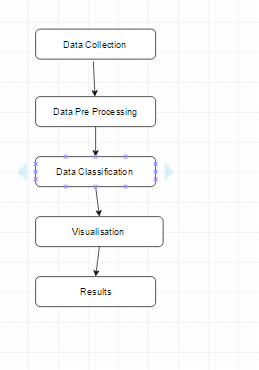 Data Collection
Data Pre Processing
Data Classification
Visualisation
Results